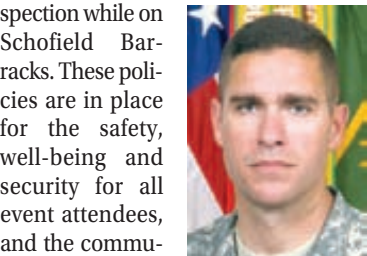 spection while on
Schofield Bar-
racks. These poli-
cies are in place
for the safety,
well-being and
security for all
event attendees,
and the commu-